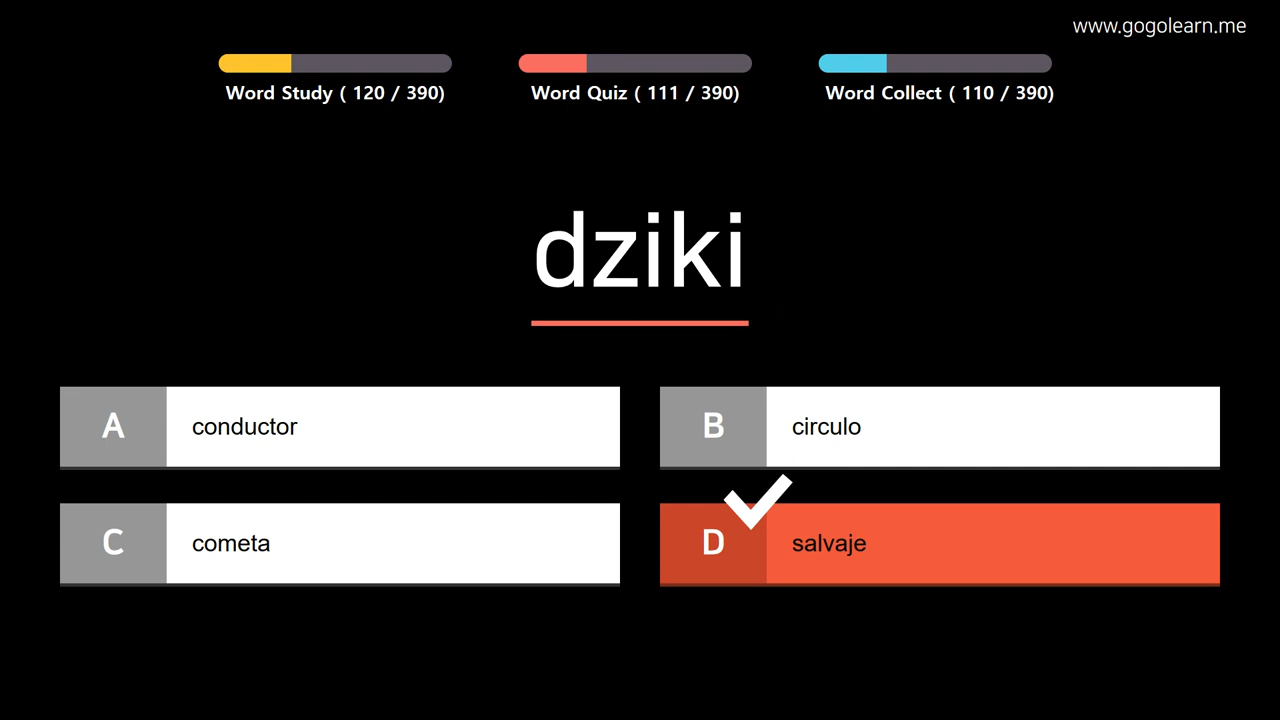 www.gogolearn.me
Word Study ( 120 / 390)
Word Quiz ( 111 / 390)
Word Collect ( 110 / 390)
dziki
A conductor
B circulo
C cometa
D salvaje